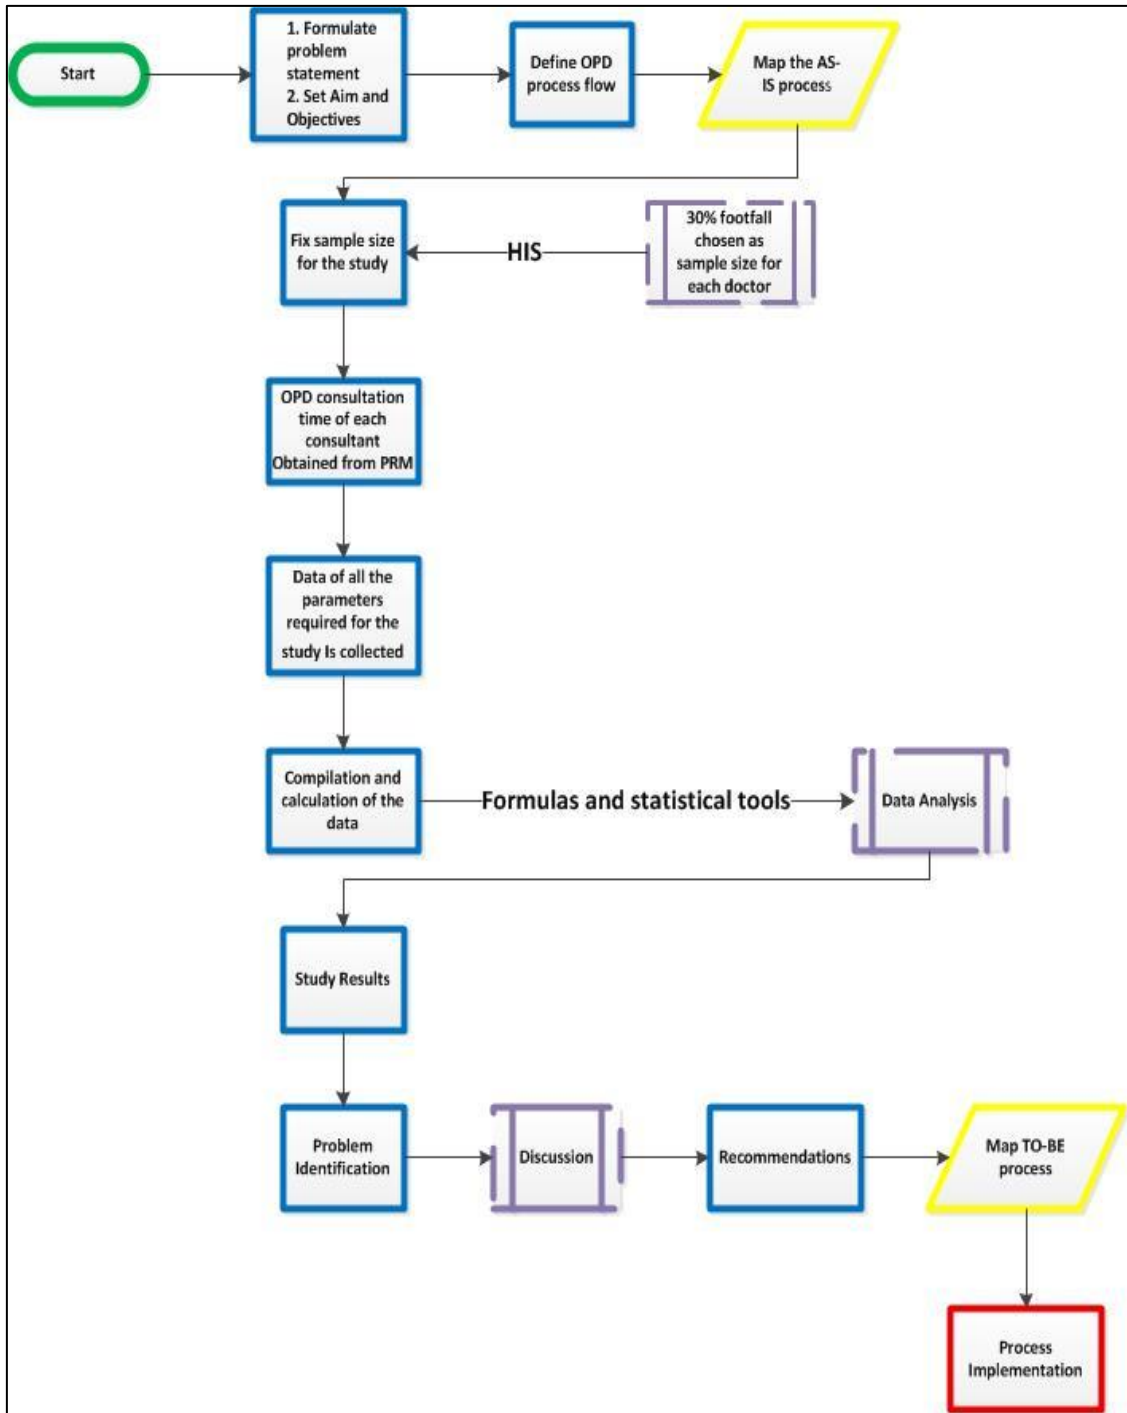 Start
1. Formulate
problem
statement
2. Set Aim and
Objectives
Define OPD
process flow
Map the AS-
IS process
Fix sample size
for the study
HIS
30% footfall
chosen as
sample size for
each doctor
OPD consultation
time of each
consultant
Obtained from PRM
Data of all the
parameters
required for the
study Is collected
Compilation and
calculation of the
data
Formulas and statistical tools
Data Analysis
Study Results
Problem
Identification
Discussion
Recommendations
Map TO-BE
process
Process
Implementation